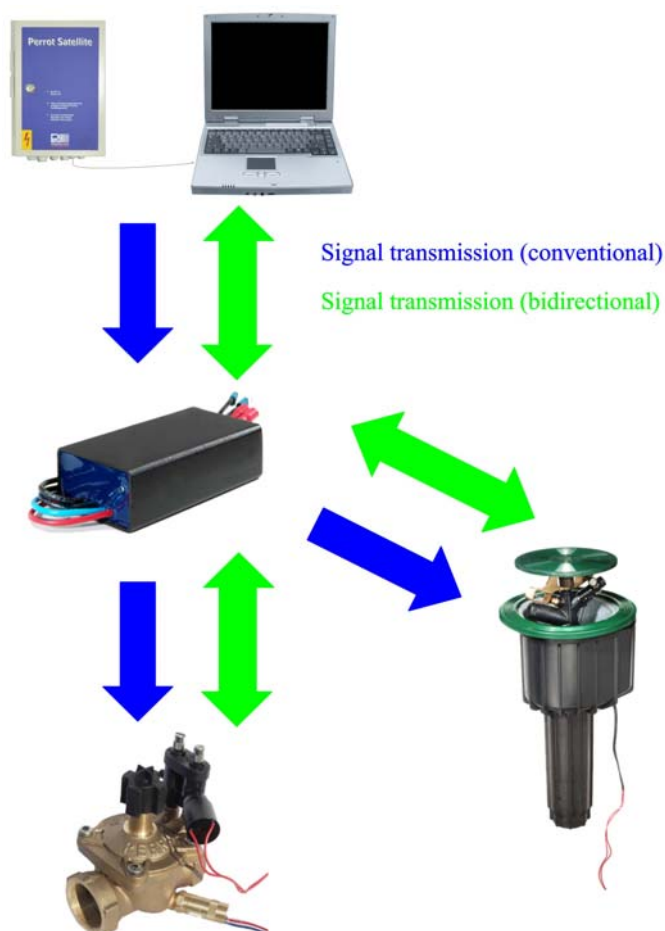 Perrot Satellite
Signal transmission (conventional)
Signal transmission (bidirectional)